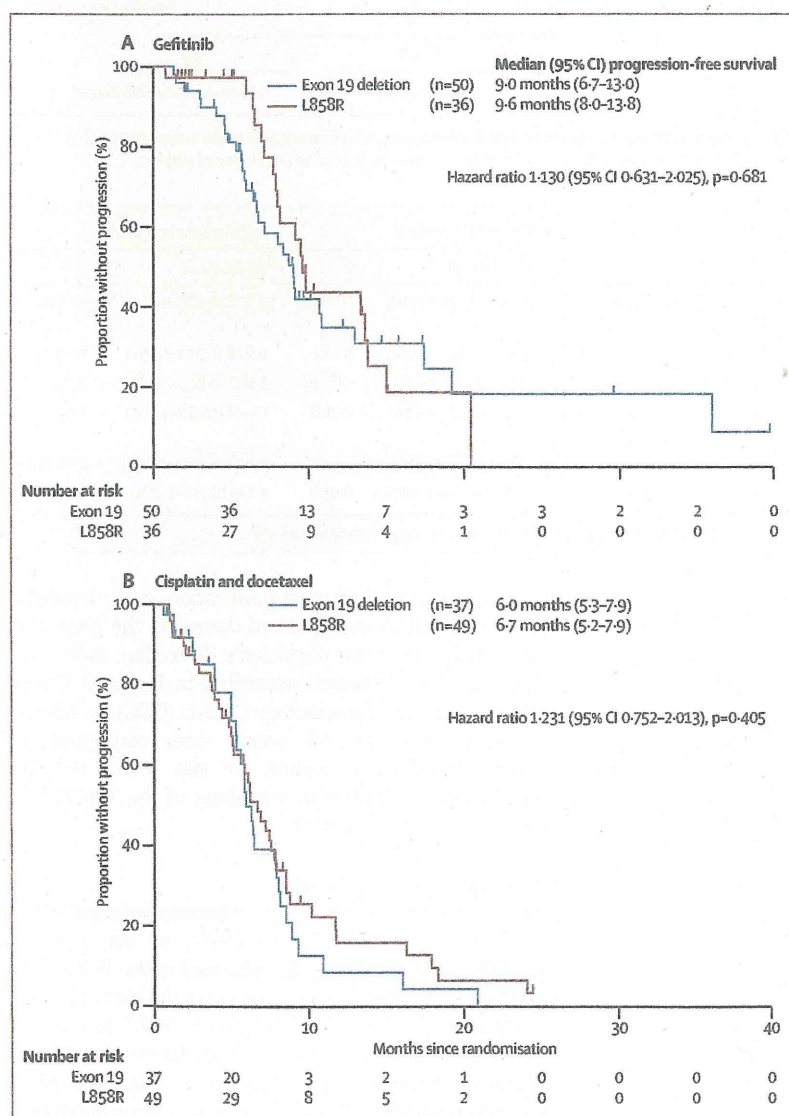 A Gefitinib
Median (95% CI) progression-free survival
Exon 19 deletion (n=50) 9·0 months (6·7–13·0)
L858R (n=36) 9·6 months (8·0–13·8)
Hazard ratio 1·130 (95% CI 0·631–2·025), p=0·681
Proportion without progression (%)
100
80
60
40
20
0
Number at risk
Exon 19 50 36 13 7 3 2 2 0
L858R 36 27 9 4 1 0 0 0 0
B Cisplatin and docetaxel
Exon 19 deletion (n=37) 6·0 months (5·3–7·9)
L858R (n=49) 6·7 months (5·2–7·9)
Hazard ratio 1·231 (95% CI 0·752–2·013), p=0·405
Proportion without progression (%)
100
80
60
40
20
0
0 10 20 30 40
Months since randomisation
Number at risk
Exon 19 37 20 3 2 1 0 0 0 0
L858R 49 29 8 5 2 0 0 0 0